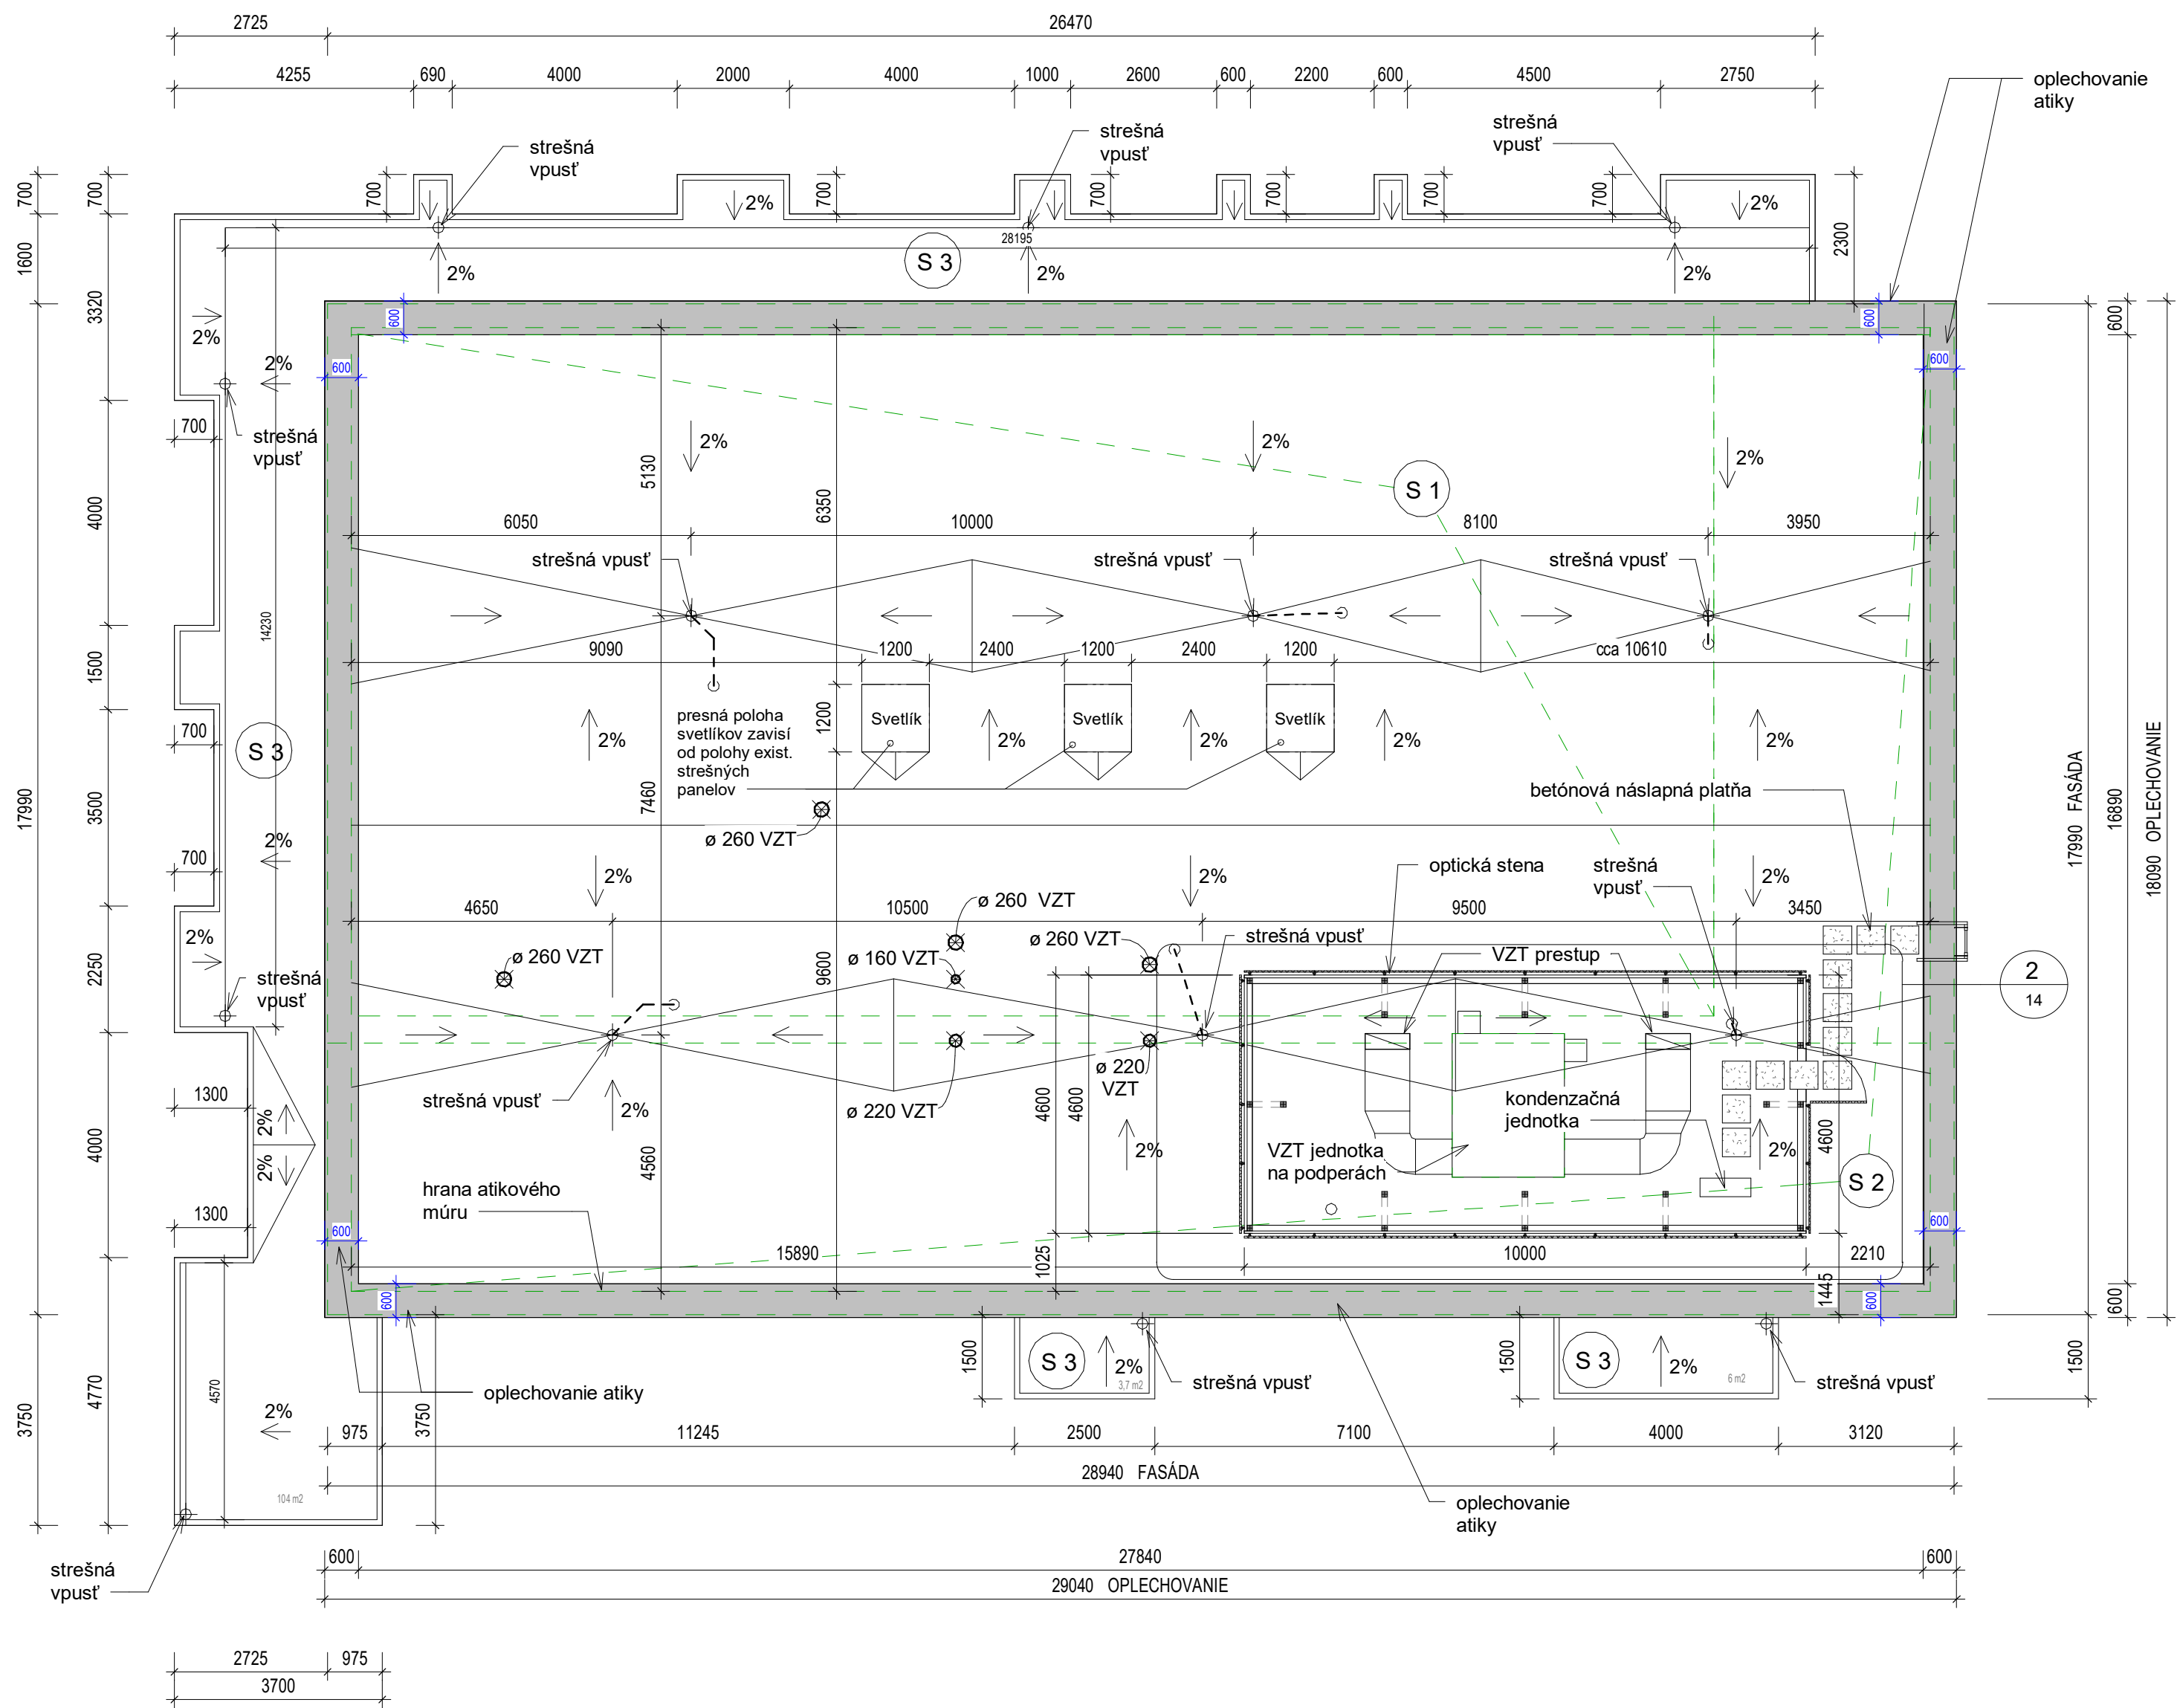 2725
26470
4255
690
4000
2000
4000
1000
2600
600
2200
600
4500
2750
oplechovanie
atiky
strešná
vpusť
strešná
vpusť
strešná
vpusť
700
700
700
1600
3320
17990
700
700
700
700
700
2%
2%
2300
28195
S 3
2%
2%
2%
600
600
600
600
2%
2%
strešná
vpusť
700
4000
1500
3500
2250
4000
4770
3750
14230
S 3
700
700
2%
2%
strešná
vpusť
1300
1300
2%
2%
4570
2%
104 m2
strešná
vpusť
2%
2%
2%
S 1
5130
6350
6050
10000
8100
3950
strešná vpusť
strešná vpusť
strešná vpusť
9090
1200
2400
1200
2400
1200
cca 10610
1200
Svetlík
Svetlík
Svetlík
presná poloha
svetlíkov zavisí
od polohy exist.
strešných
panelov
2%
2%
2%
2%
2%
7460
ø 260 VZT
betónová náslapná platňa
optická stena
strešná
vpusť
2%
2%
2%
4650
10500
9500
3450
ø 260 VZT
ø 260 VZT
ø 160 VZT
ø 260 VZT
strešná vpusť
VZT prestup
9600
2
14
strešná vpusť
2%
ø 220 VZT
ø 220
VZT
4600
4600
2%
kondenzačná
jednotka
VZT jednotka
na podperách
2%
4600
S 2
4560
hrana atikového
múru
15890
1025
10000
2210
1445
600
600
600
600
600
16890
600
17990 FASÁDA
18090 OPLECHOVANIE
1500
1500
S 3
2%
3,7 m2
strešná vpusť
1500
S 3
2%
6 m2
strešná vpusť
oplechovanie atiky
3750
975
11245
2500
7100
4000
3120
28940 FASÁDA
oplechovanie
atiky
600
27840
600
29040 OPLECHOVANIE
2725
975
3700